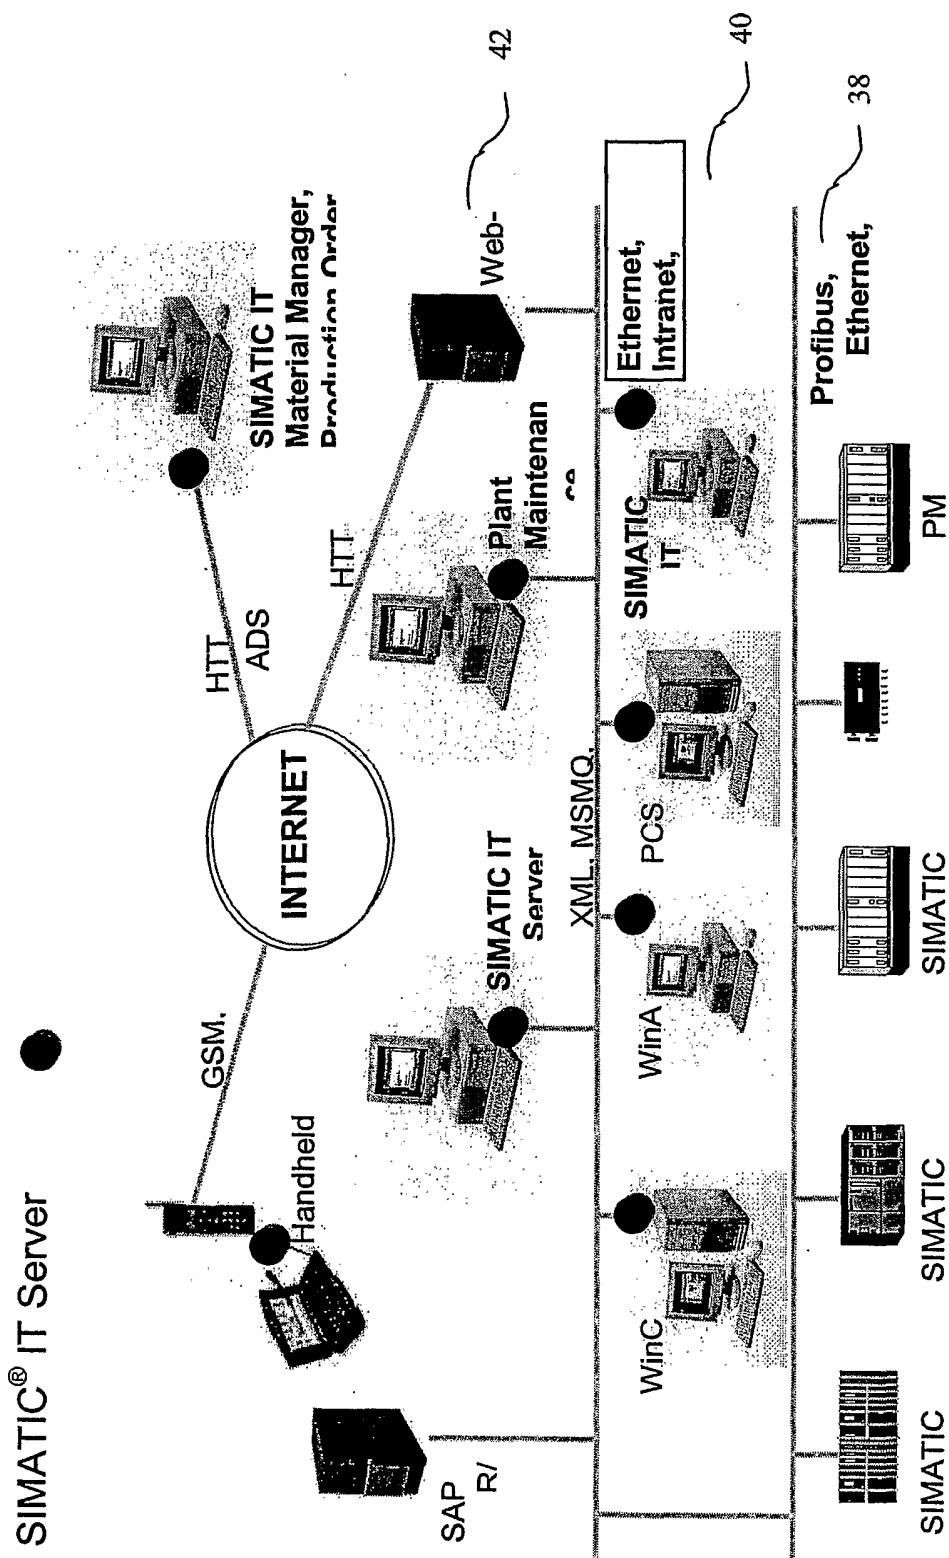 SIMATIC® IT Server
SIMATIC IT
Material Manager,
Production Order
GSM,
HTT
ADS
INTERNET
HTT
Handheld
SAP
R/
SIMATIC IT
Server
Plant
Maintenan
ce
Web-
42
XML, MSMQ,
Ethernet,
Intranet,
WinC
WinA
PCS
SIMATIC
IT
40
Profibus,
Ethernet,
38
SIMATIC
SIMATIC
SIMATIC
PM